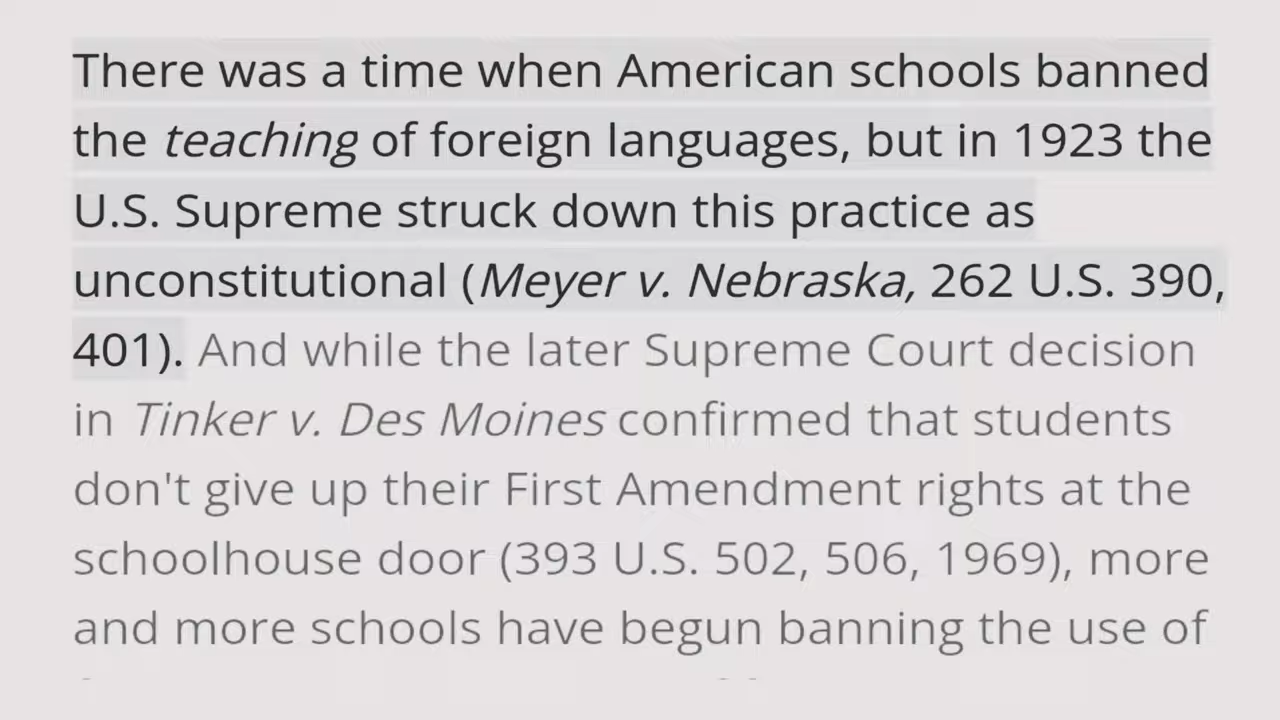 There was a time when American schools banned
the teaching of foreign languages, but in 1923 the
U.S. Supreme struck down this practice as
unconstitutional (Meyer v. Nebraska, 262 U.S. 390,
401). And while the later Supreme Court decision
in Tinker v. Des Moines confirmed that students
don't give up their First Amendment rights at the
schoolhouse door (393 U.S. 502, 506, 1969), more
and more schools have begun banning the use of